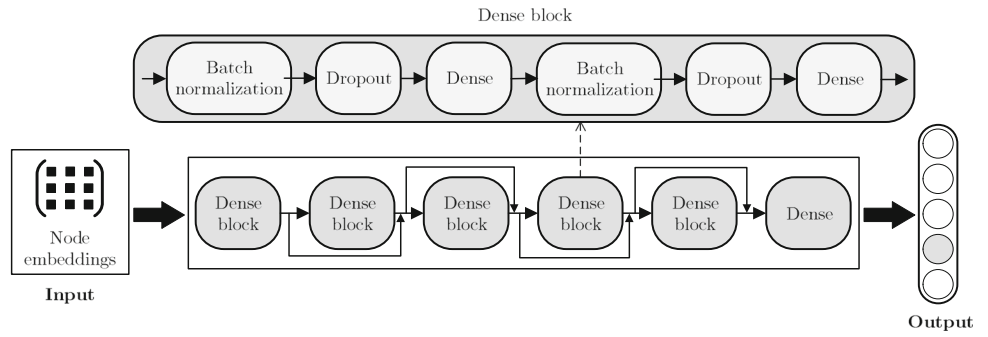 Dense block
Batch
normalization
Dropout
Dense
Batch
normalization
Dropout
Dense
Node
embeddings
Input
Dense
block
Dense
block
Dense
block
Dense
block
Dense
block
Dense
Output